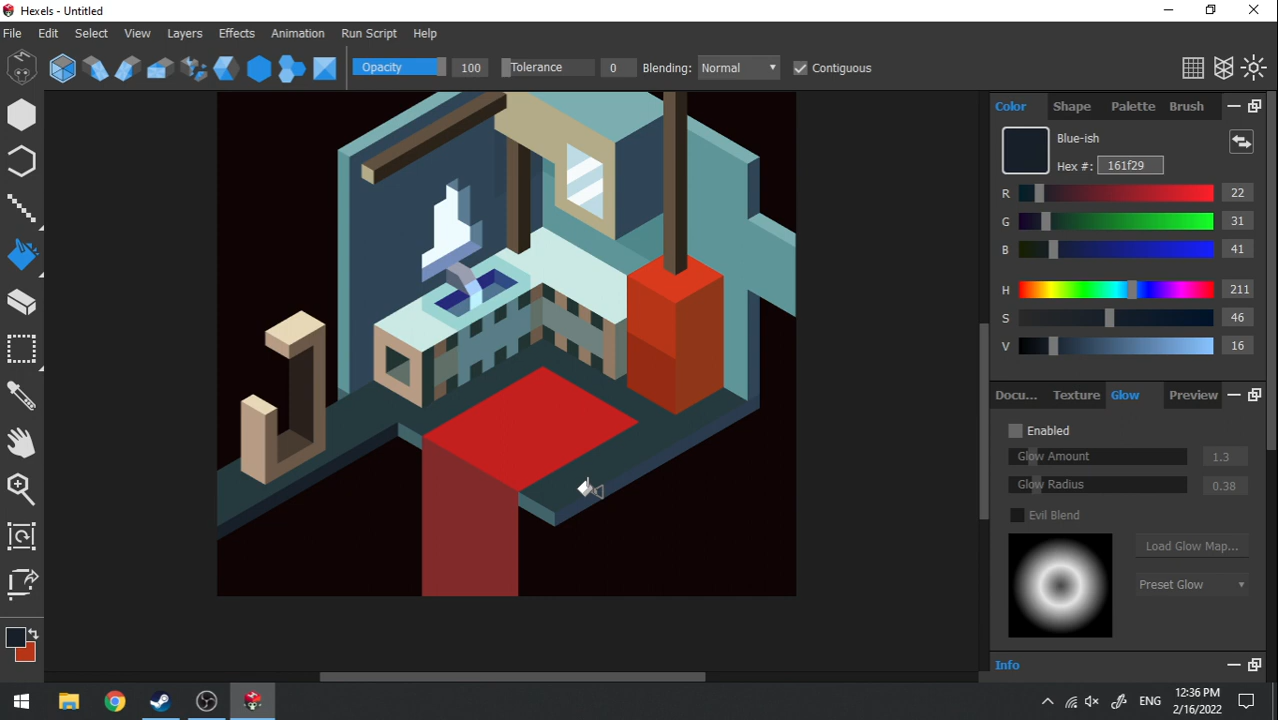 Hexels - Untitled
File Edit Select View Layers Effects Animation Run Script Help
Opacity 100 Tolerance 0 Blending: Normal Contiguous
Color Shape Palette Brush
Blue-ish
Hex #: 161f29
R 22
G 31
B 41
H 211
S 46
V 16
Docu... Texture Glow Preview
Enabled
Glow Amount 1.3
Glow Radius 0.38
Evil Blend
Load Glow Map...
Preset Glow
Info
ENG
12:36 PM
2/16/2022